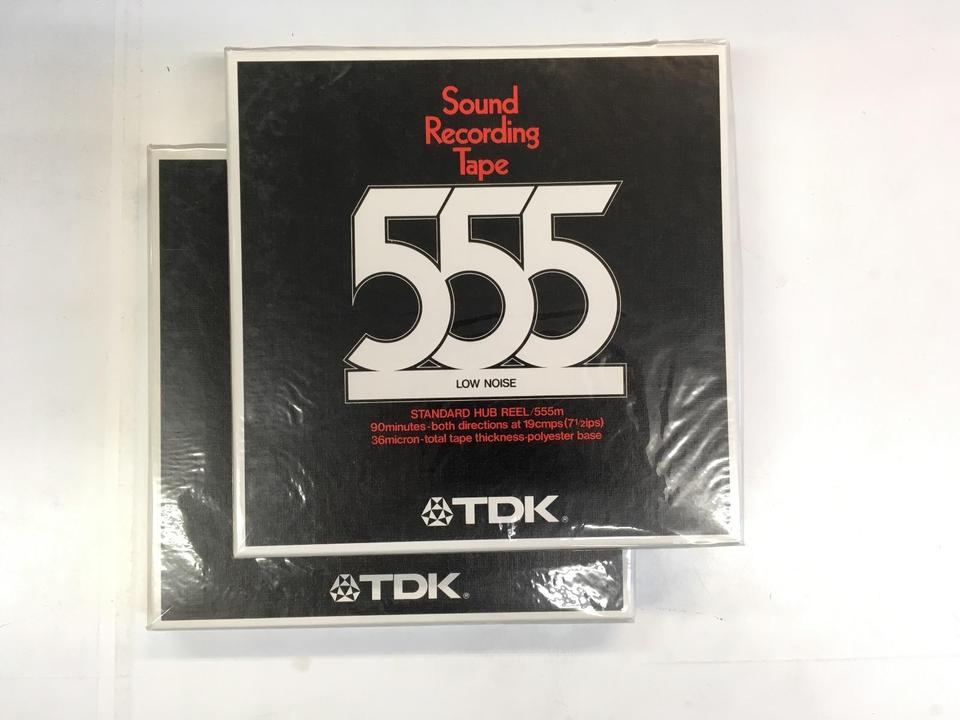 Sound
Recording
Tape
555
LOW NOISE
STANDARD HUB REEL/555m
90minutes-both directions at 19cmps(7½ips)
36micron-total tape thickness-polyester base
TDK®
TDK®